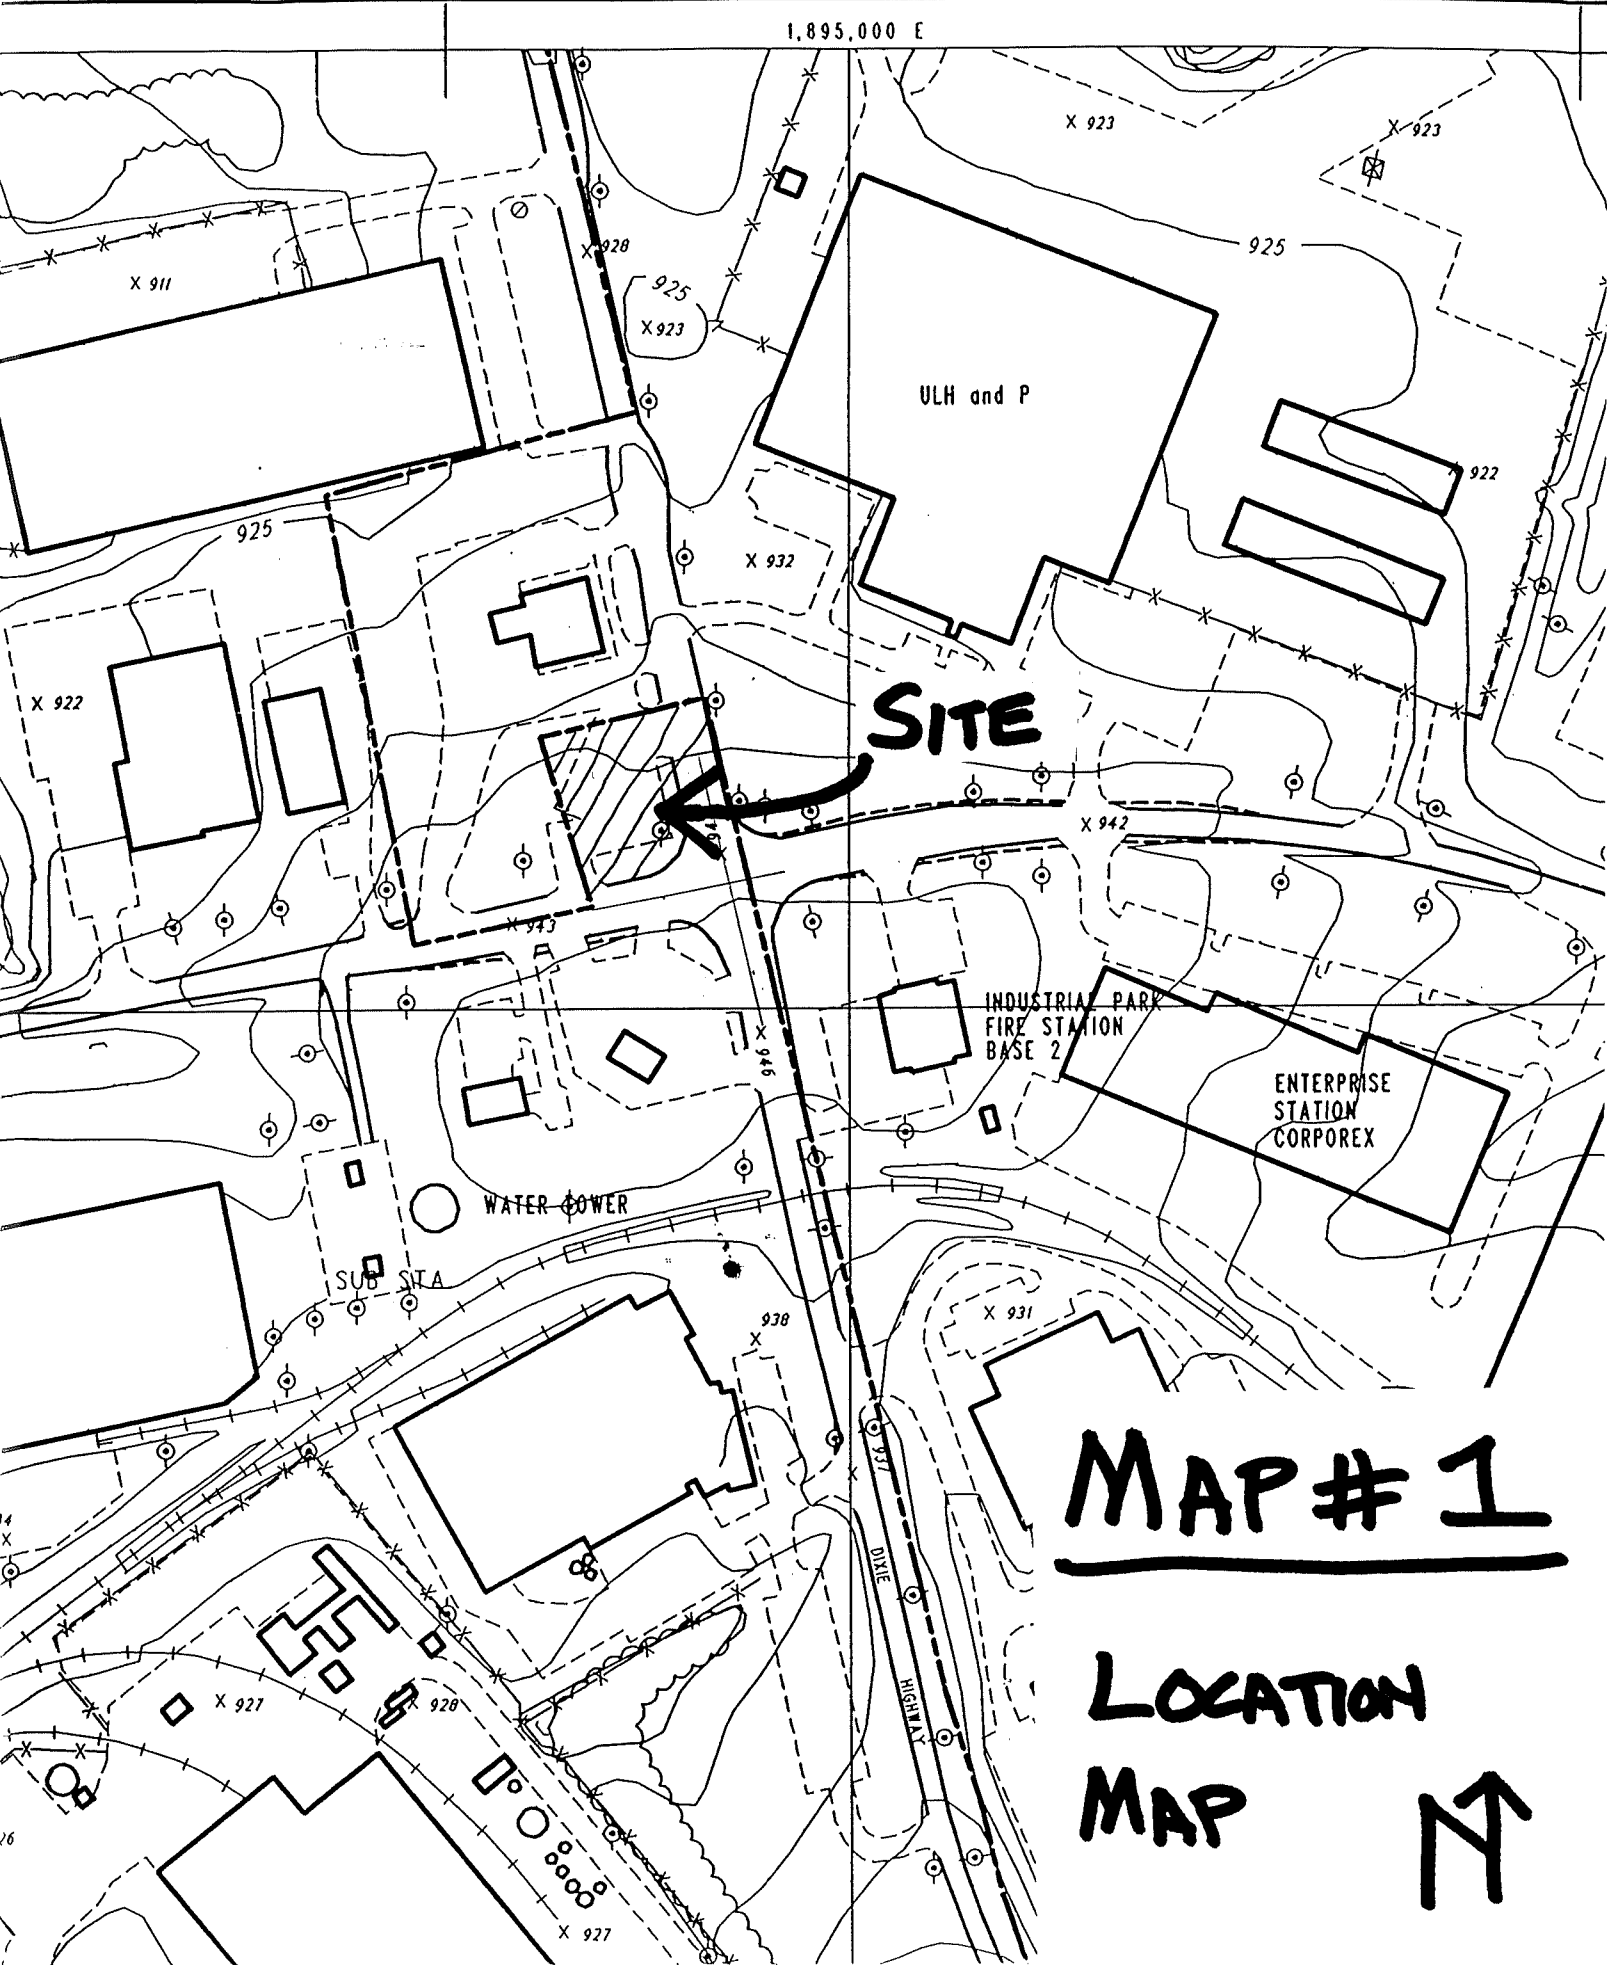 1,895,000 E
X 923
X 923
X 928
925
X 911
925
X 923
ULH and P
X 922
925
X 932
X 922
SITE
X 942
X 943
INDUSTRIAL PARK
FIRE STATION
BASE 2
X 946
ENTERPRISE
STATION
CORPOREX
WATER TOWER
SUB STA
X 931
938
X
937
MAP # 1
DIXIE
HIGHWAY
LOCATION
MAP
N
X 927
X 928
X 927